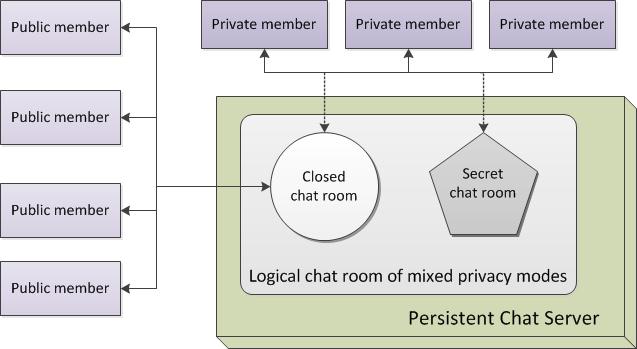 Public member
Private member
Private member
Private member
Public member
Closed
chat room
Secret
chat room
Public member
Public member
Logical chat room of mixed privacy modes
Persistent Chat Server